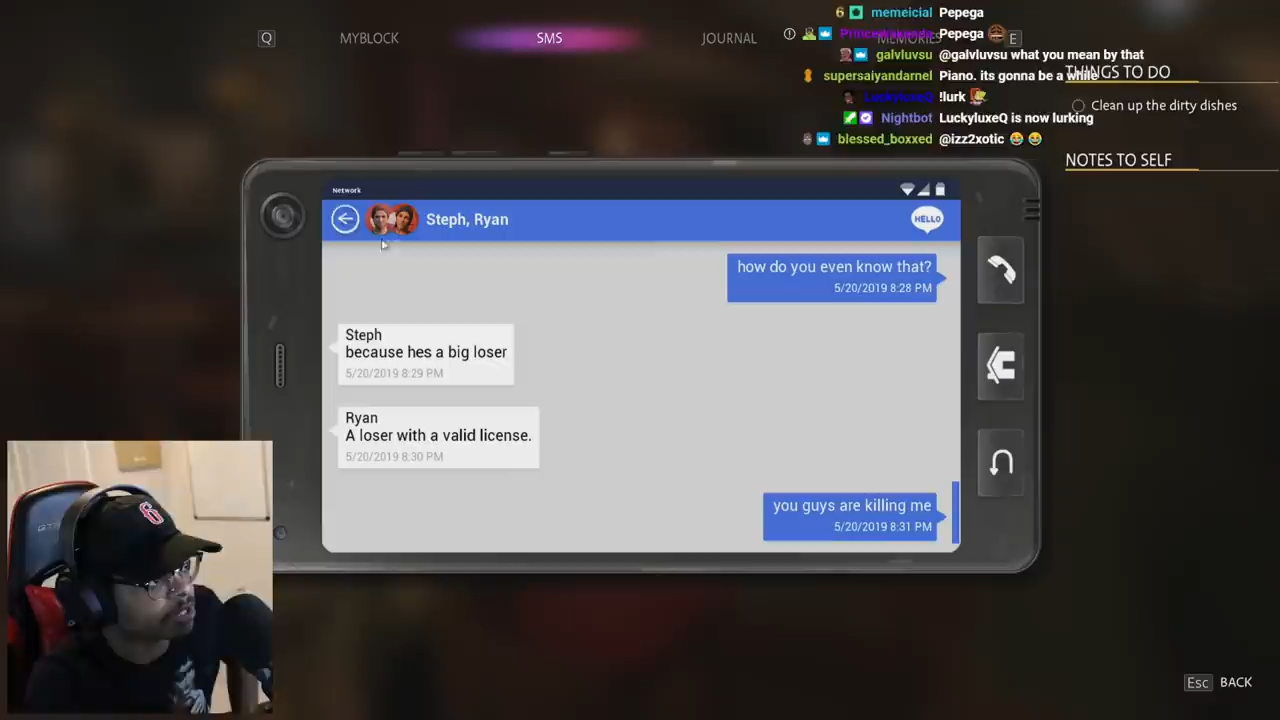 6 memeicial Pepega
Q
MYBLOCK
SMS
JOURNAL
MEMORIES
E
Pepega
galvluvsu @galvluvsu what you mean by that
supersaiyandarnel Piano. its gonna be a while
THINGS TO DO
LuckyluxeQ !lurk
Clean up the dirty dishes
Nightbot LuckyluxeQ is now lurking
blessed_boxxed @izz2xotic
NOTES TO SELF
Network
Steph, Ryan
HELLO
how do you even know that?
5/20/2019 8:28 PM
Steph
because hes a big loser
5/20/2019 8:29 PM
Ryan
A loser with a valid license.
5/20/2019 8:30 PM
you guys are killing me
5/20/2019 8:31 PM
Esc BACK